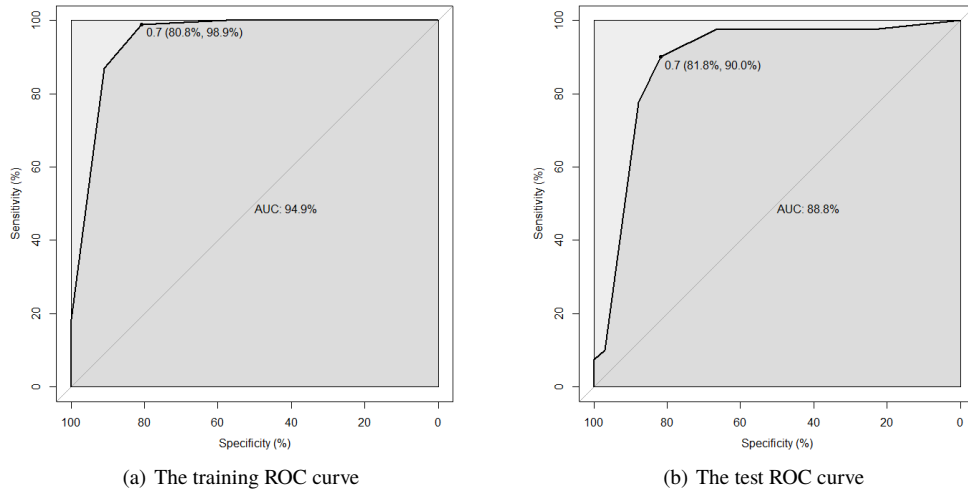 100
80
60
40
20
0
Sensitivity (%)
0.7 (80.8%, 98.9%)
AUC: 94.9%
100 80 60 40 20 0
Specificity (%)
(a) The training ROC curve
100
80
60
40
20
0
Sensitivity (%)
0.7 (81.8%, 90.0%)
AUC: 88.8%
100 80 60 40 20 0
Specificity (%)
(b) The test ROC curve